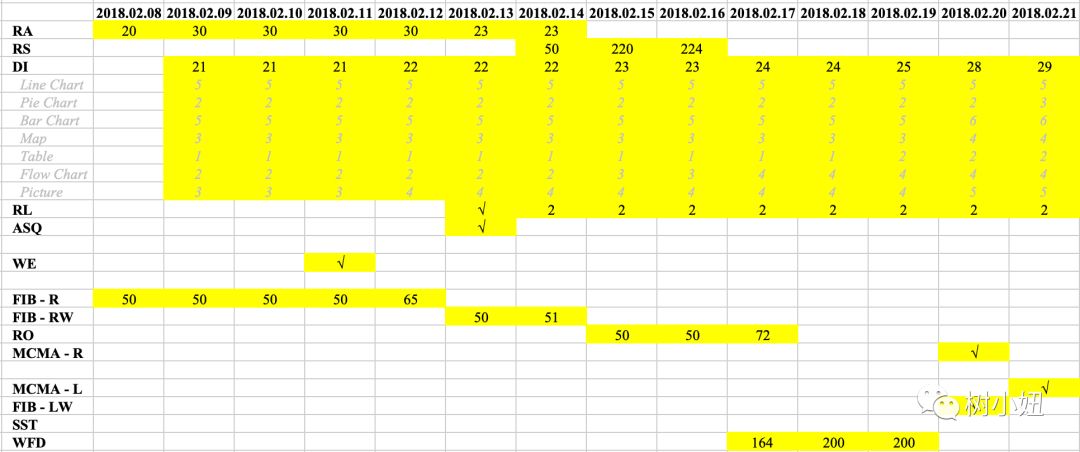 2018.02.08 2018.02.09 2018.02.10 2018.02.11 2018.02.12 2018.02.13 2018.02.14 2018.02.15 2018.02.16 2018.02.17 2018.02.18 2018.02.19 2018.02.20 2018.02.21
RA 20 30 30 30 30 23 23
RS 50 220 224
DI 21 21 21 22 22 22 23 23 24 24 25 28 29
Line Chart 5 5 5 5 5 5 5 5 5 5 5 5 5
Pie Chart 2 2 2 2 2 2 2 2 2 2 2 2 3
Bar Chart 5 5 5 5 5 5 5 5 5 5 5 6 6
Map 3 3 3 3 3 3 3 3 3 3 3 4 4
Table 1 1 1 1 1 1 1 1 1 1 2 2 2
Flow Chart 2 2 2 2 2 2 3 3 4 4 4 4 4
Picture 3 3 3 4 4 4 4 4 4 4 4 5 5
RL √ 2 2 2 2 2 2 2 2
ASQ √
WE √
FIB - R 50 50 50 50 65
FIB - RW 50 51
RO 50 50 72
MCMA - R √
MCMA - L √
FIB - LW √
SST
WFD 164 200 200
树小妞